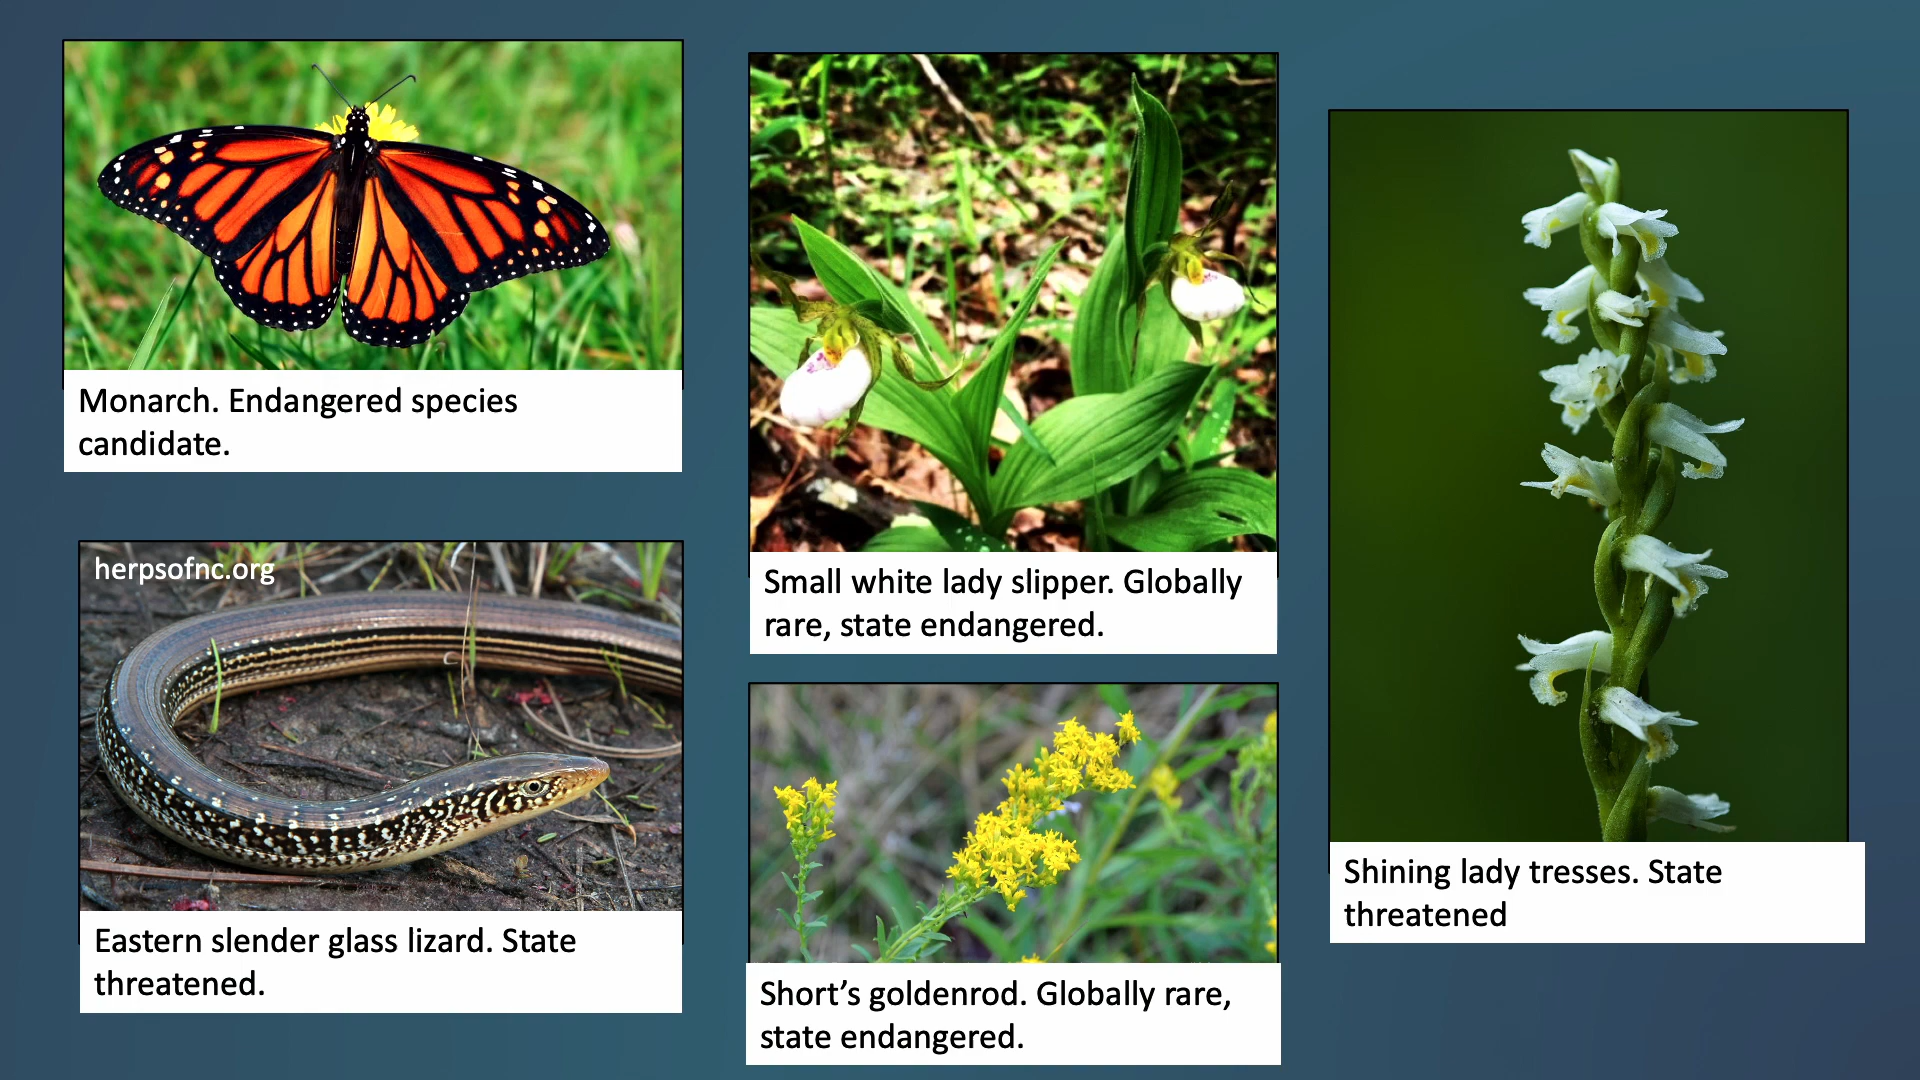 Monarch. Endangered species
candidate.
herpsofnc.org
Eastern slender glass lizard. State
threatened.
Small white lady slipper. Globally
rare, state endangered.
Short’s goldenrod. Globally rare,
state endangered.
Shining lady tresses. State
threatened